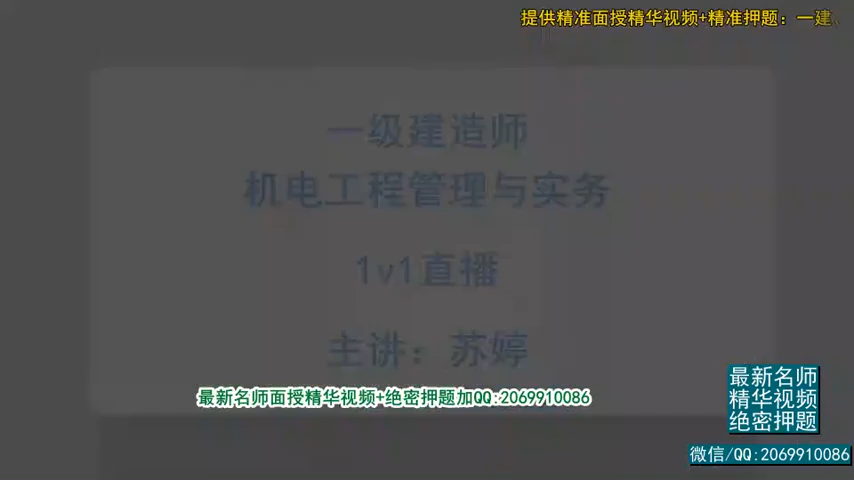 提供精准面授精华视频+精准押题：一建
一级建造师
机电工程管理与实务
1v1直播
主讲：苏婷
最新名师面授精华视频+绝密押题加QQ:2069910086
最新名师
精华视频
绝密押题
微信/QQ:2069910086